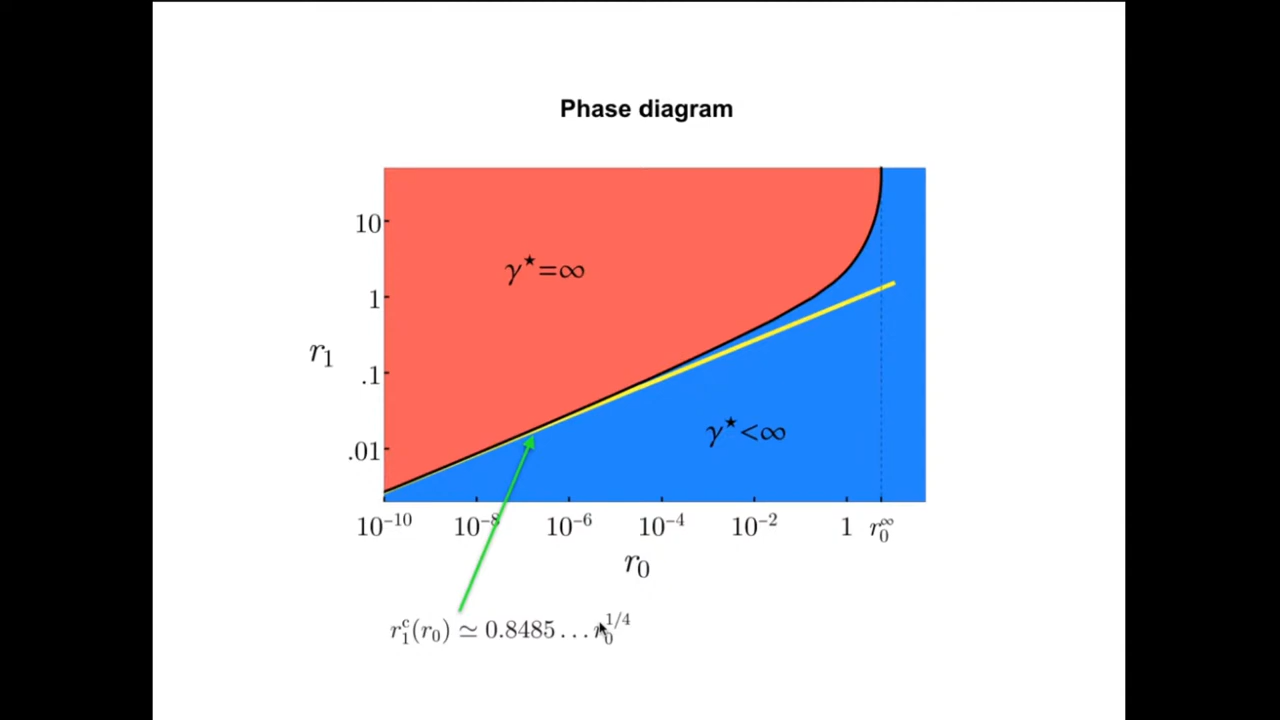 Phase diagram
10
γ★=∞
1
r₁
.1
γ★<∞
.01
10⁻¹⁰ 10⁻⁸ 10⁻⁶ 10⁻⁴ 10⁻² 1 r₀^∞
r₀
r₁ᶜ(r₀) ≃ 0.8485… r₀^{1/4}